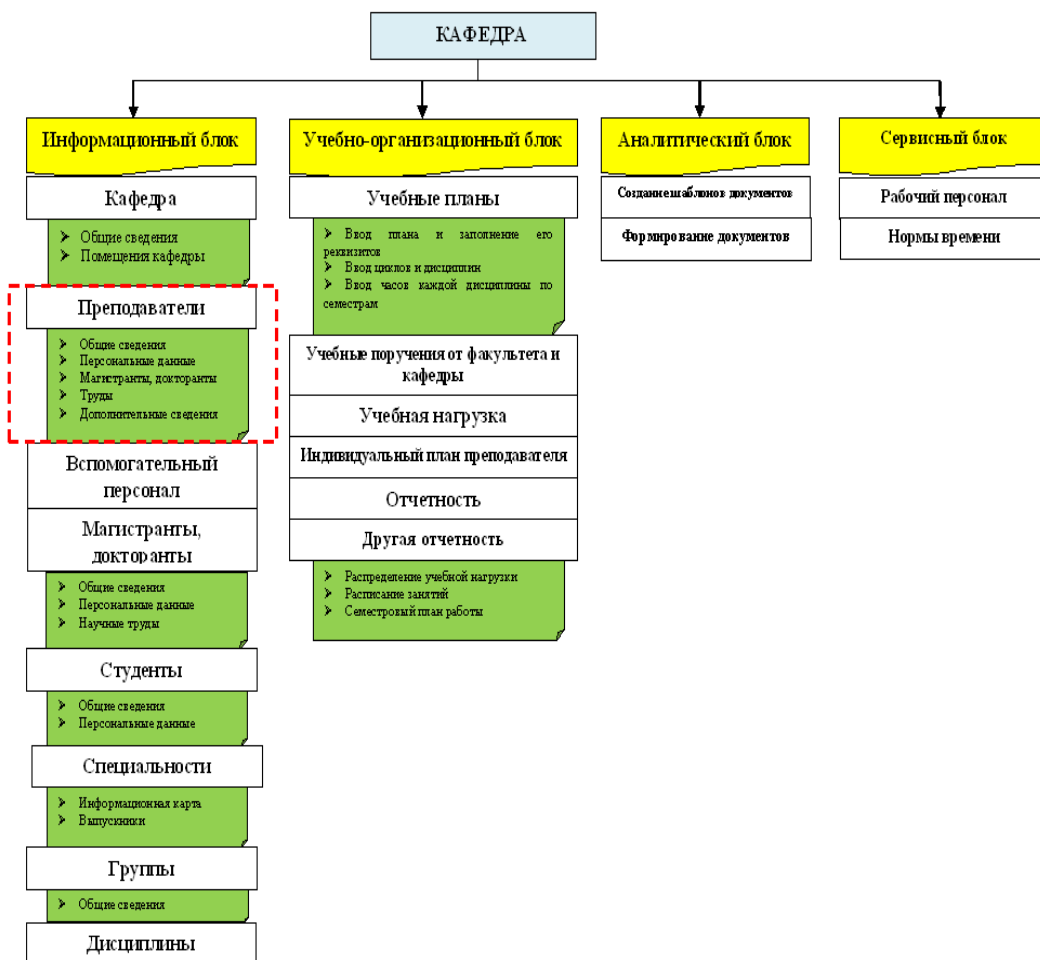 КАФЕДРА
Информационный блок
Кафедра
Общие сведения
Помещения кафедры
Преподаватели
Общие сведения
Персональные данные
Магистранты, докторанты
Труды
Дополнительные сведения
Вспомогательный
персонал
Магистранты,
докторанты
Общие сведения
Персональные данные
Научные труды
Студенты
Общие сведения
Персональные данные
Специальности
Информационная карта
Выпускники
Группы
Общие сведения
Дисциплины
Учебно-организационный блок
Учебные планы
Ввод плана и заполнение его
реквизитов
Ввод циклов и дисциплин
Ввод часов каждой дисциплины по
семестрам
Учебные поручения от факультета и
кафедры
Учебная нагрузка
Индивидуальный план преподавателя
Отчетность
Другая отчетность
Распределение учебной нагрузки
Расписание занятий
Семестровый план работы
Аналитический блок
Создание шаблонов документов
Формирование документов
Сервисный блок
Рабочий персонал
Нормы времени